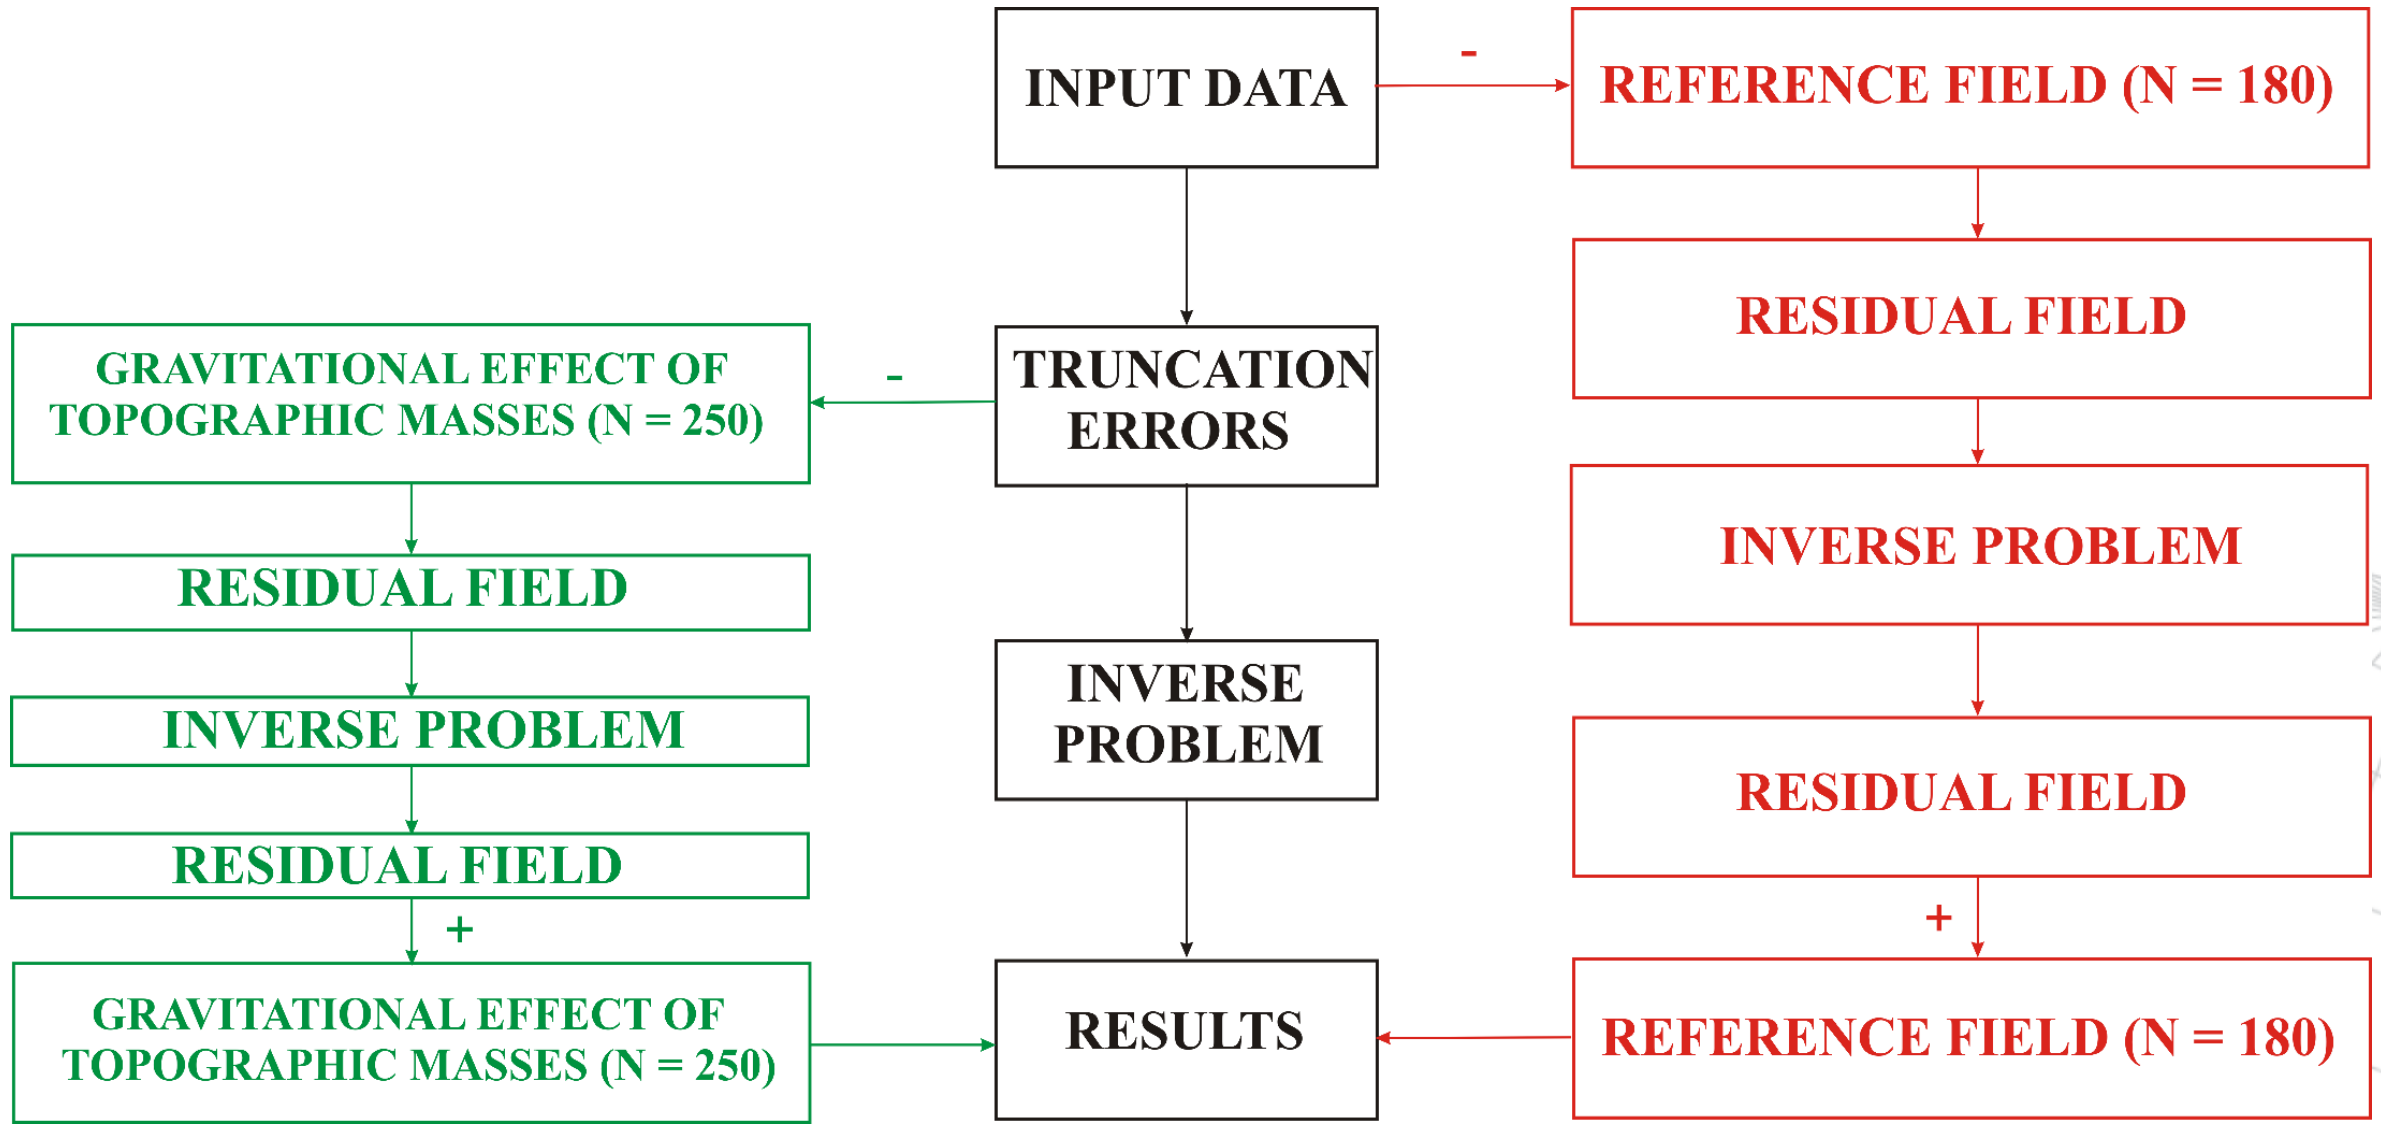 INPUT DATA
-
REFERENCE FIELD (N = 180)
RESIDUAL FIELD
GRAVITATIONAL EFFECT OF
TOPOGRAPHIC MASSES (N = 250)
-
TRUNCATION
ERRORS
RESIDUAL FIELD
INVERSE PROBLEM
INVERSE PROBLEM
INVERSE
PROBLEM
RESIDUAL FIELD
RESIDUAL FIELD
+
+
GRAVITATIONAL EFFECT OF
TOPOGRAPHIC MASSES (N = 250)
RESULTS
REFERENCE FIELD (N = 180)